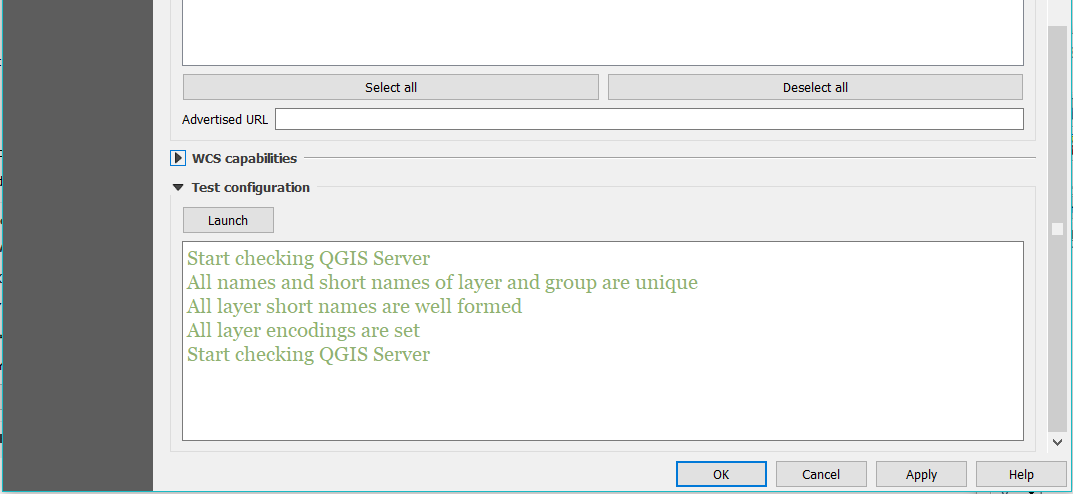 Select all
Deselect all
Advertised URL
WCS capabilities
Test configuration
Launch
Start checking QGIS Server
All names and short names of layer and group are unique
All layer short names are well formed
All layer encodings are set
Start checking QGIS Server
OK
Cancel
Apply
Help